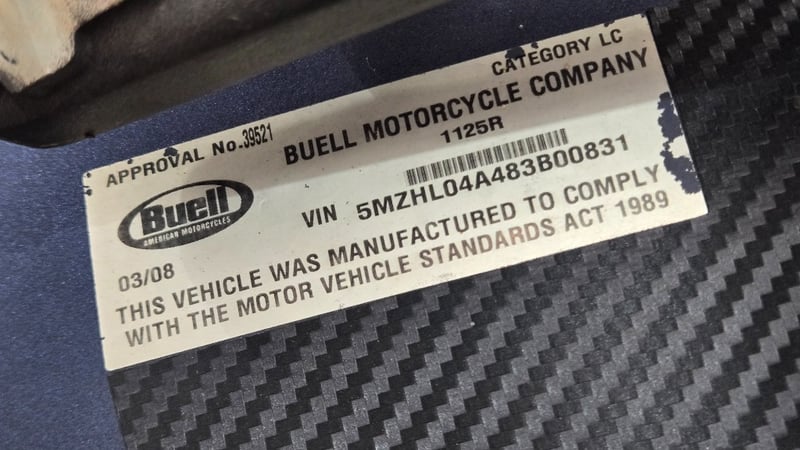 CATEGORY LC
APPROVAL No. 39521
BUELL MOTORCYCLE COMPANY
1125R
Buell
AMERICAN MOTORCYCLES
VIN 5MZHL04A483B00831
03/08
THIS VEHICLE WAS MANUFACTURED TO COMPLY
WITH THE MOTOR VEHICLE STANDARDS ACT 1989